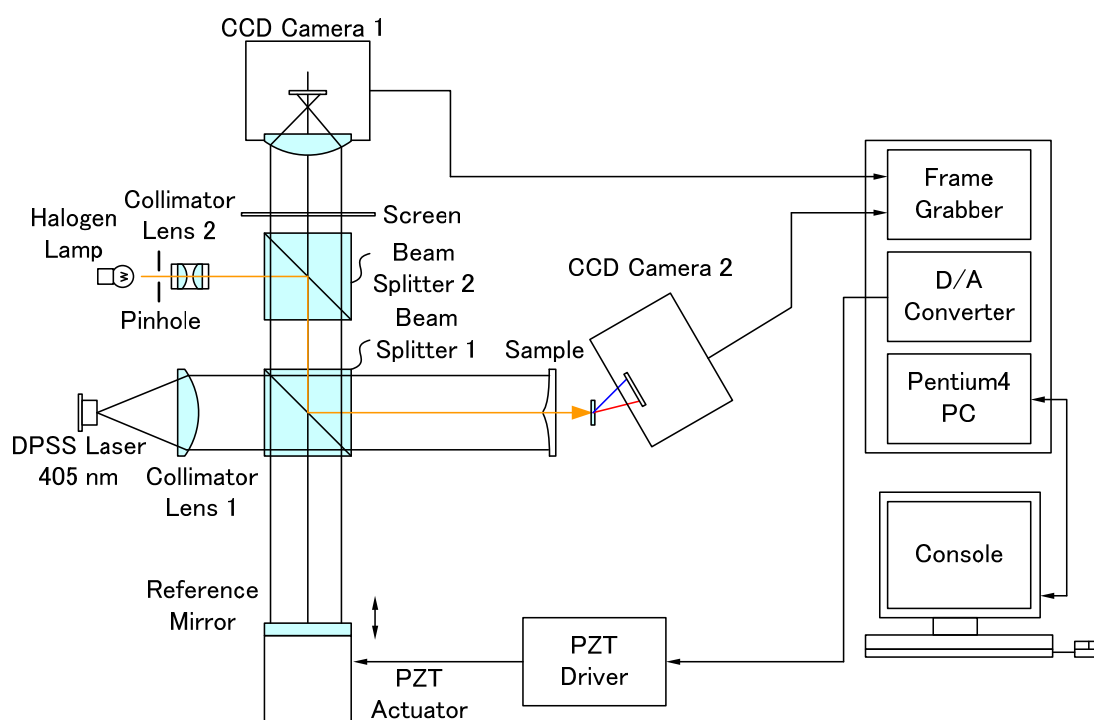 CCD Camera 1
Collimator
Lens 2
Halogen
Lamp
Screen
Beam
Splitter 2
Pinhole
W
Beam
Splitter 1
Sample
CCD Camera 2
Frame
Grabber
D/A
Converter
Pentium4
PC
DPSS Laser
405 nm
Collimator
Lens 1
Console
Reference
Mirror
PZT
Driver
PZT
Actuator